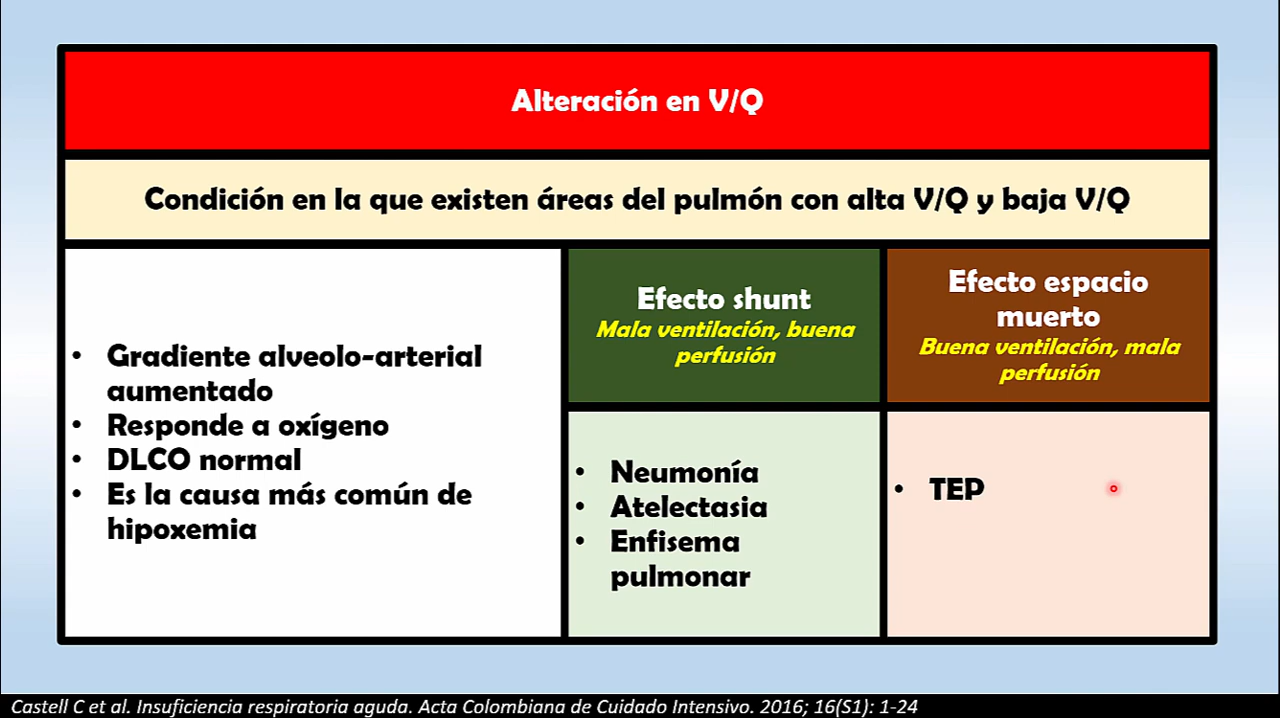 Alteración en V/Q
Condición en la que existen áreas del pulmón con alta V/Q y baja V/Q
• Gradiente alveolo-arterial
aumentado
• Responde a oxígeno
• DLCO normal
• Es la causa más común de
hipoxemia
Efecto shunt
Mala ventilación, buena
perfusión
• Neumonía
• Atelectasia
• Enfisema
pulmonar
Efecto espacio
muerto
Buena ventilación, mala
perfusión
• TEP
Castell C et al. Insuficiencia respiratoria aguda. Acta Colombiana de Cuidado Intensivo. 2016; 16(S1): 1-24